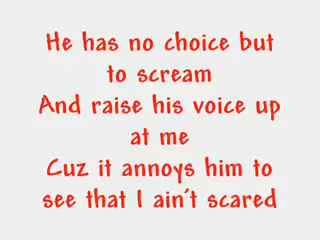 He has no choice but
to scream
And raise his voice up
at me
Cuz it annoys him to
see that I ain't scared